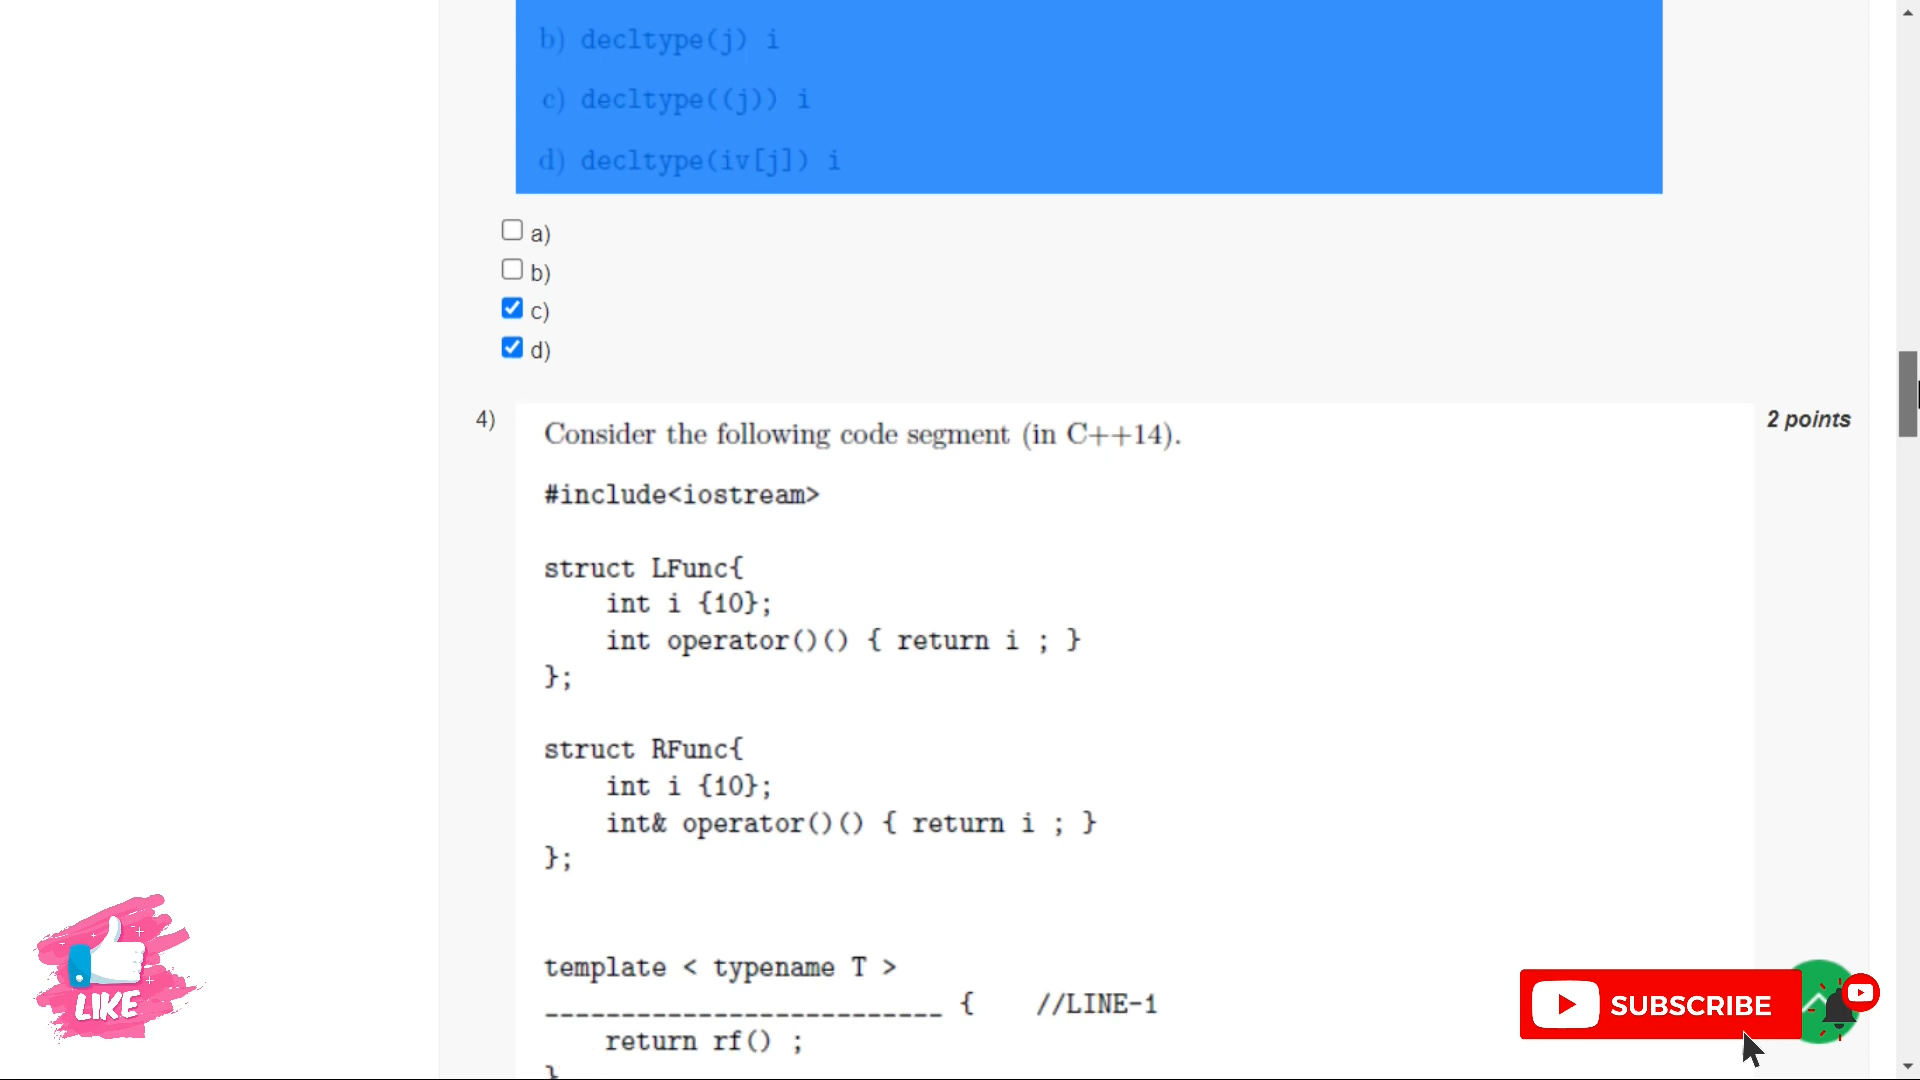 b) decltype(j) i
c) decltype((j)) i
d) decltype(iv[j]) i
a)
b)
c)
d)
4)
Consider the following code segment (in C++14).
2 points
#include<iostream>
struct LFunc{
int i {10};
int operator()() { return i ; }
};
struct RFunc{
int i {10};
int& operator()() { return i ; }
};
template < typename T >
__________________________ { //LINE-1
return rf() ;
}
LIKE
SUBSCRIBE